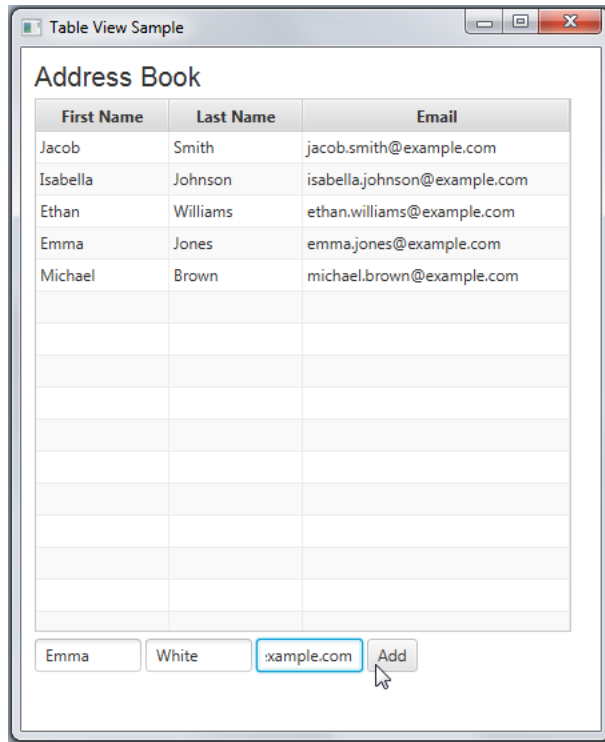 Table View Sample
Address Book
First Name Last Name Email
Jacob Smith jacob.smith@example.com
Isabella Johnson isabella.johnson@example.com
Ethan Williams ethan.williams@example.com
Emma Jones emma.jones@example.com
Michael Brown michael.brown@example.com
Emma White xample.com Add